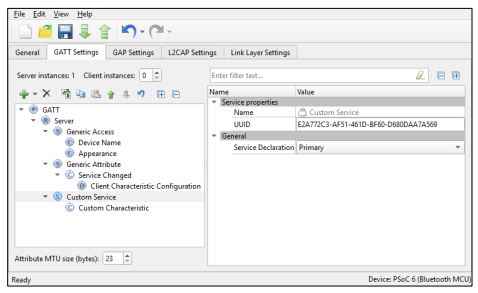 File Edit View Help
General GATT Settings GAP Settings L2CAP Settings Link Layer Settings
Server instances: 1 Client instances: 0
Enter filter text...
Name Value
Service properties
Name Custom Service
UUID E2A772C3-AF51-461D-BF60-D680DAA7A569
General
Service Declaration Primary
GATT
Server
Generic Access
Device Name
Appearance
Generic Attribute
Service Changed
Client Characteristic Configuration
Custom Service
Custom Characteristic
Attribute MTU size (bytes): 23
Ready Device: PSoC 6 (Bluetooth MCU)